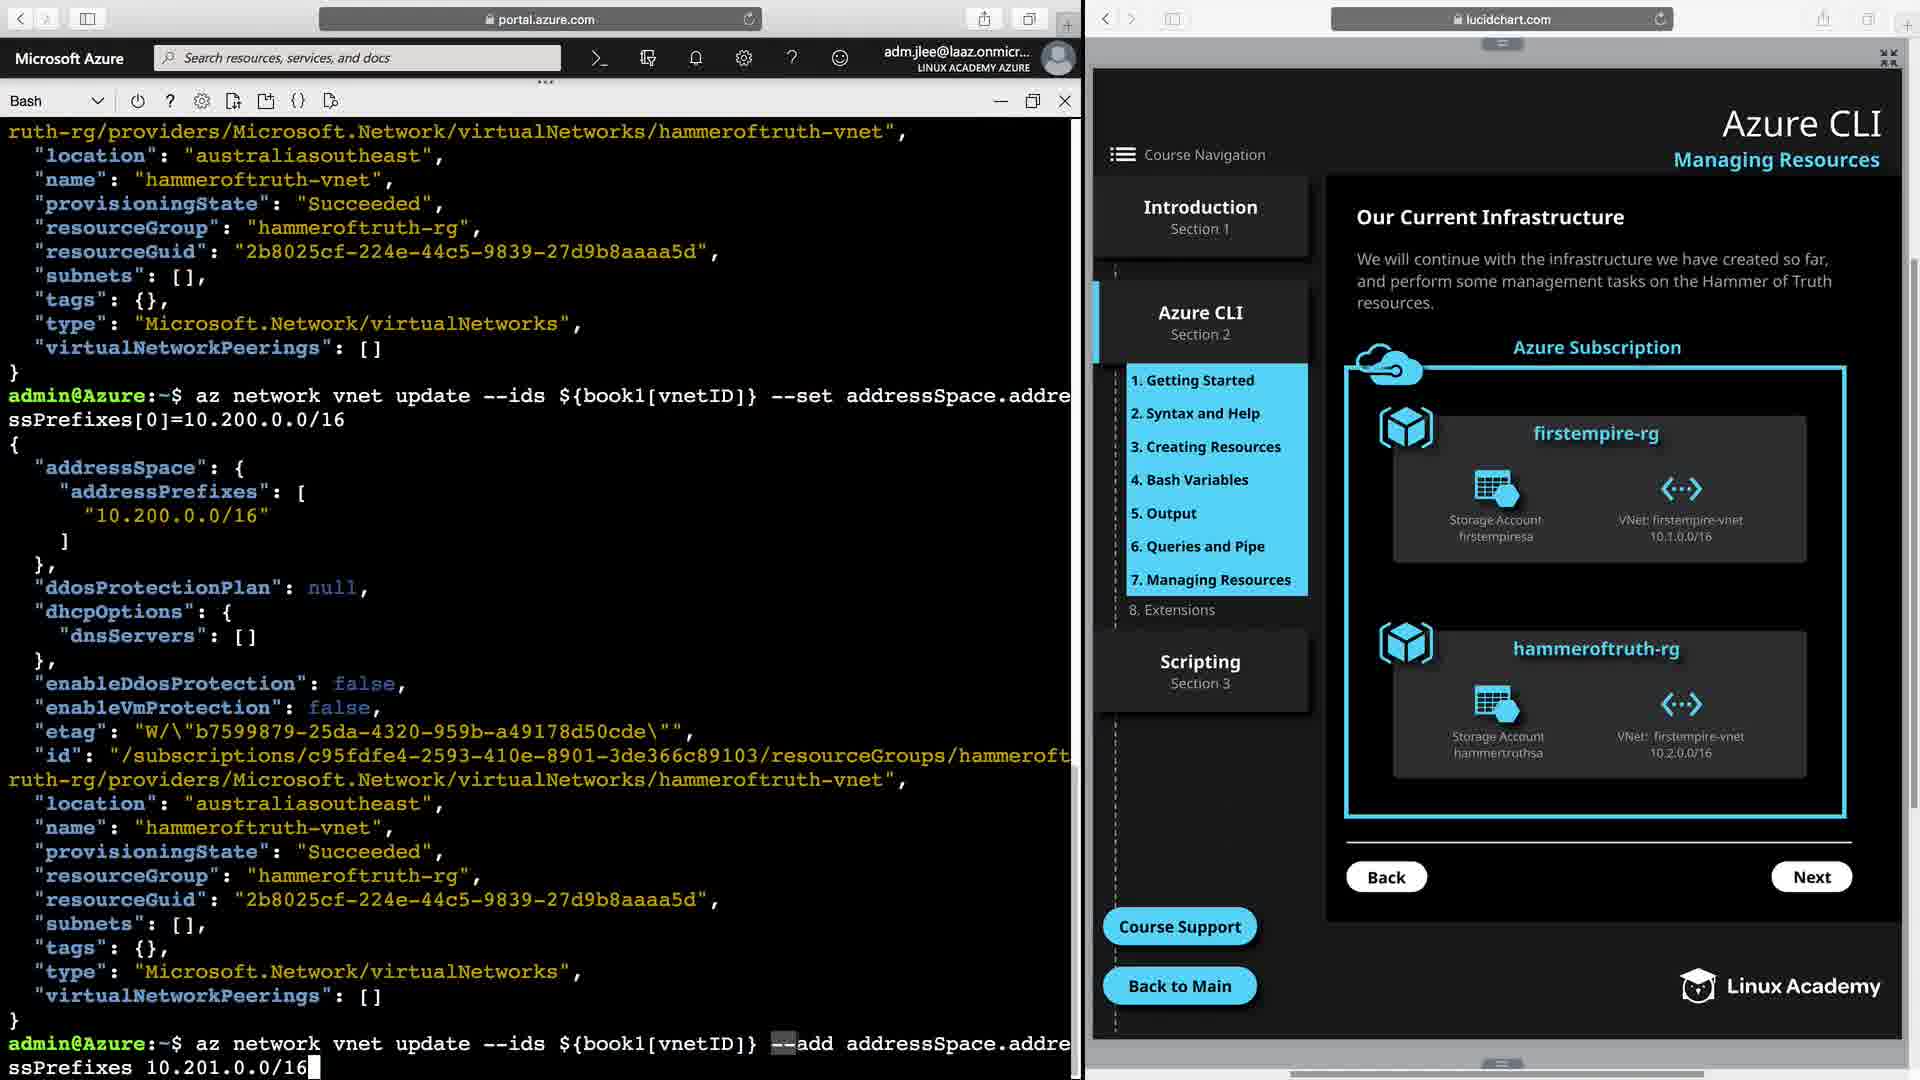 portal.azure.com
Microsoft Azure
Search resources, services, and docs
adm.jlee@laaz.onmicr...
LINUX ACADEMY AZURE
Bash
ruth-rg/providers/Microsoft.Network/virtualNetworks/hammeroftruth-vnet",
"location": "australiasoutheast",
"name": "hammeroftruth-vnet",
"provisioningState": "Succeeded",
"resourceGroup": "hammeroftruth-rg",
"resourceGuid": "2b8025cf-224e-44c5-9839-27d9b8aaaa5d",
"subnets": [],
"tags": {},
"type": "Microsoft.Network/virtualNetworks",
"virtualNetworkPeerings": []
}
admin@Azure:~$ az network vnet update --ids ${book1[vnetID]} --set addressSpace.addre
ssPrefixes[0]=10.200.0.0/16
{
"addressSpace": {
"addressPrefixes": [
"10.200.0.0/16"
]
},
"ddosProtectionPlan": null,
"dhcpOptions": {
"dnsServers": []
},
"enableDdosProtection": false,
"enableVmProtection": false,
"etag": "W/\"b7599879-25da-4320-959b-a49178d50cde\"",
"id": "/subscriptions/c95fdfe4-2593-410e-8901-3de366c89103/resourceGroups/hammeroft
ruth-rg/providers/Microsoft.Network/virtualNetworks/hammeroftruth-vnet",
"location": "australiasoutheast",
"name": "hammeroftruth-vnet",
"provisioningState": "Succeeded",
"resourceGroup": "hammeroftruth-rg",
"resourceGuid": "2b8025cf-224e-44c5-9839-27d9b8aaaa5d",
"subnets": [],
"tags": {},
"type": "Microsoft.Network/virtualNetworks",
"virtualNetworkPeerings": []
}
admin@Azure:~$ az network vnet update --ids ${book1[vnetID]} --add addressSpace.addre
ssPrefixes 10.201.0.0/16
lucidchart.com
Azure CLI
Managing Resources
Course Navigation
Introduction
Section 1
Azure CLI
Section 2
1. Getting Started
2. Syntax and Help
3. Creating Resources
4. Bash Variables
5. Output
6. Queries and Pipe
7. Managing Resources
8. Extensions
Scripting
Section 3
Course Support
Back to Main
Our Current Infrastructure
We will continue with the infrastructure we have created so far,
and perform some management tasks on the Hammer of Truth
resources.
Azure Subscription
firstempire-rg
Storage Account
firstempiresa
VNet: firstempire-vnet
10.1.0.0/16
hammeroftruth-rg
Storage Account
hammertrothsa
VNet: firstempire-vnet
10.2.0.0/16
Back
Next
Linux Academy